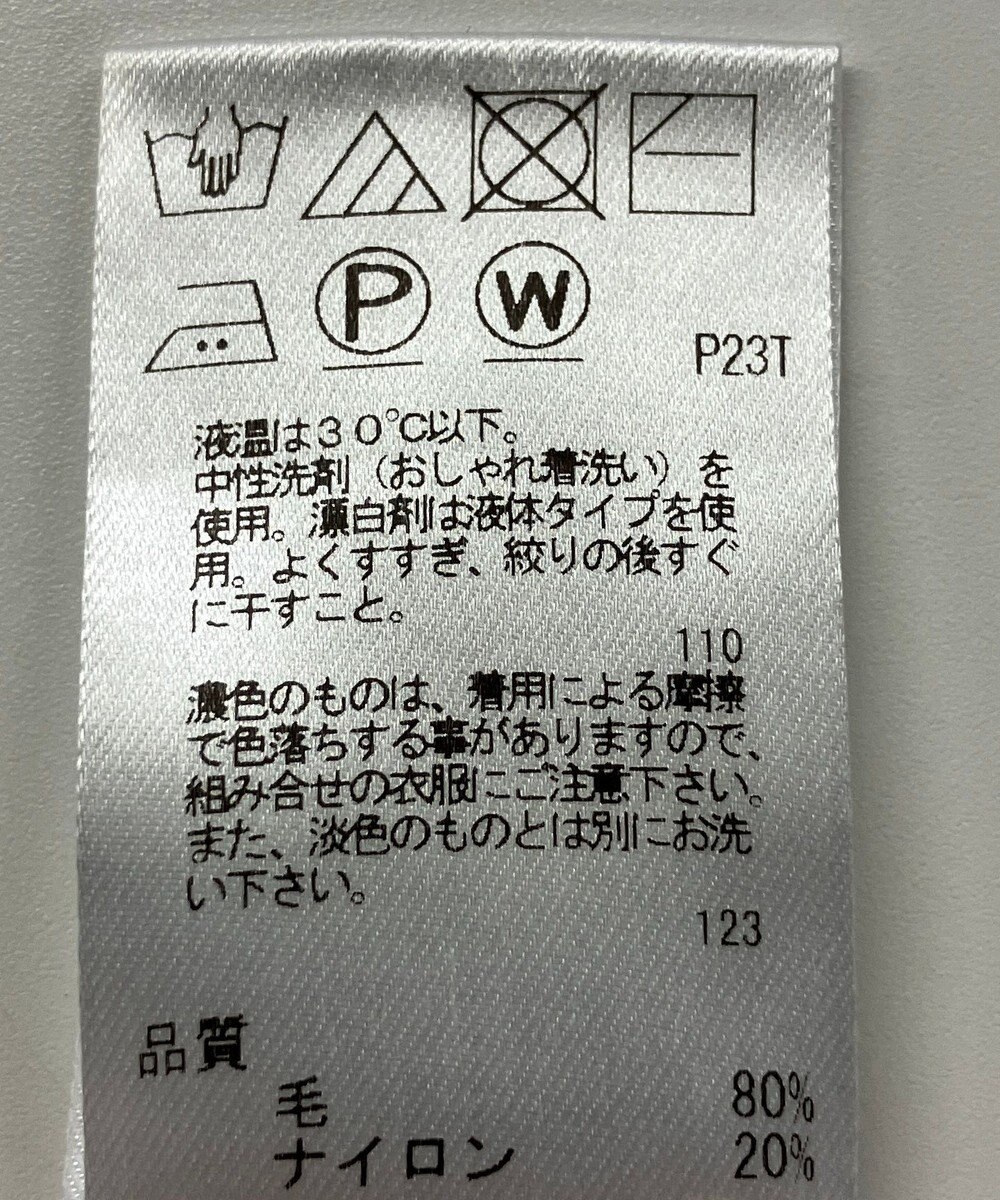 P
W
P23T
液温は３０℃以下。
中性洗剤（おしゃれ着洗い）を
使用。漂白剤は液体タイプを使
用。よくすすぎ、絞りの後すぐ
に干すこと。
110
濃色のものは、着用による摩擦
で色落ちする事がありますので、
組み合せの衣服にご注意下さい。
また、淡色のものとは別にお洗
い下さい。
123
品質
毛 80%
ナイロン 20%